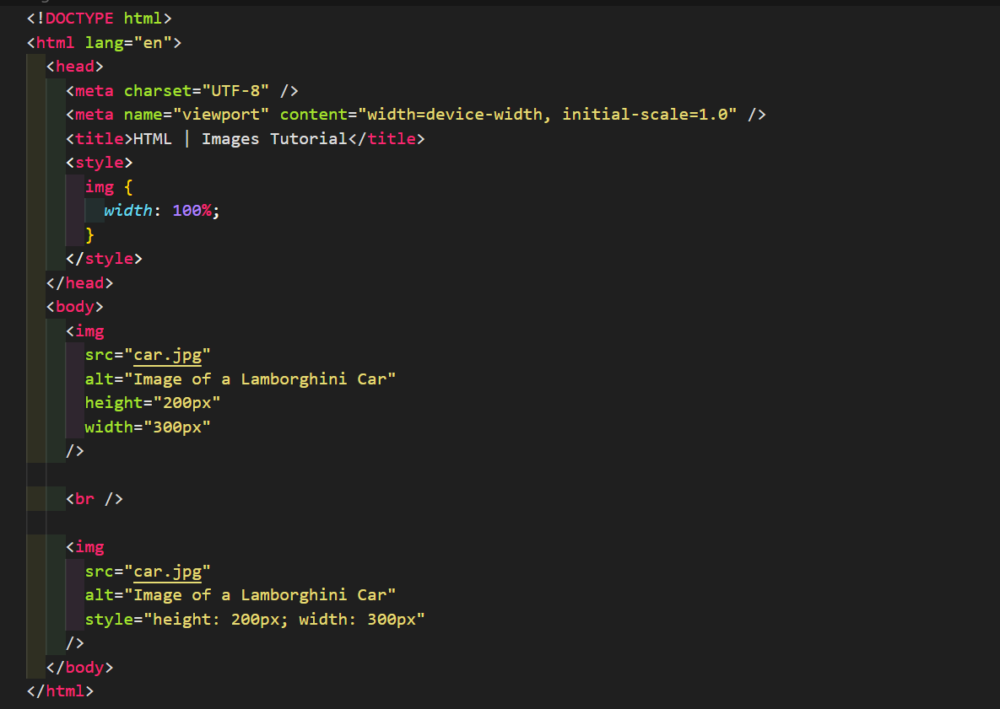 <!DOCTYPE html>
<html lang="en">
  <head>
    <meta charset="UTF-8" />
    <meta name="viewport" content="width=device-width, initial-scale=1.0" />
    <title>HTML | Images Tutorial</title>
    <style>
      img {
        width: 100%;
      }
    </style>
  </head>
  <body>
    <img
      src="car.jpg"
      alt="Image of a Lamborghini Car"
      height="200px"
      width="300px"
    />

    <br />

    <img
      src="car.jpg"
      alt="Image of a Lamborghini Car"
      style="height: 200px; width: 300px"
    />
  </body>
</html>